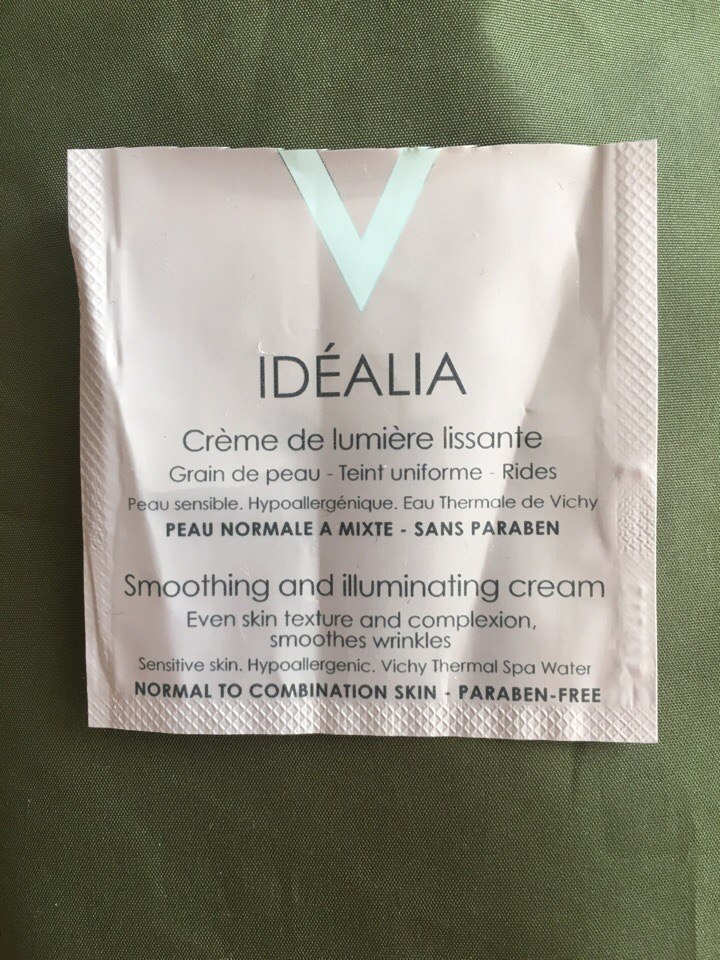 V
IDÉALIA
Crème de lumière lissante
Grain de peau - Teint uniforme - Rides
Peau sensible. Hypoallergénique. Eau Thermale de Vichy
PEAU NORMALE A MIXTE - SANS PARABEN
Smoothing and illuminating cream
Even skin texture and complexion,
smoothes wrinkles
Sensitive skin. Hypoallergenic. Vichy Thermal Spa Water
NORMAL TO COMBINATION SKIN - PARABEN-FREE